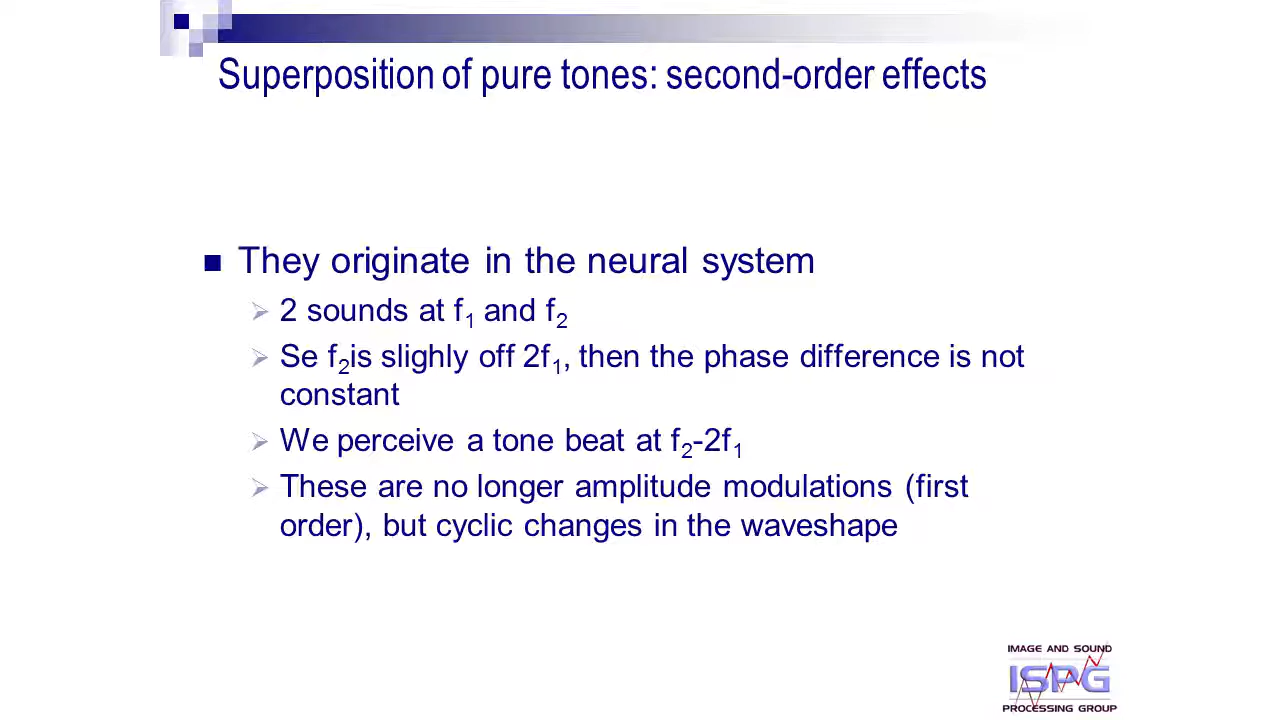 Superposition of pure tones: second-order effects
They originate in the neural system
2 sounds at f1 and f2
Se f2is slighly off 2f1, then the phase difference is not
constant
We perceive a tone beat at f2-2f1
These are no longer amplitude modulations (first
order), but cyclic changes in the waveshape
IMAGE AND SOUND
ISPG
PROCESSING GROUP